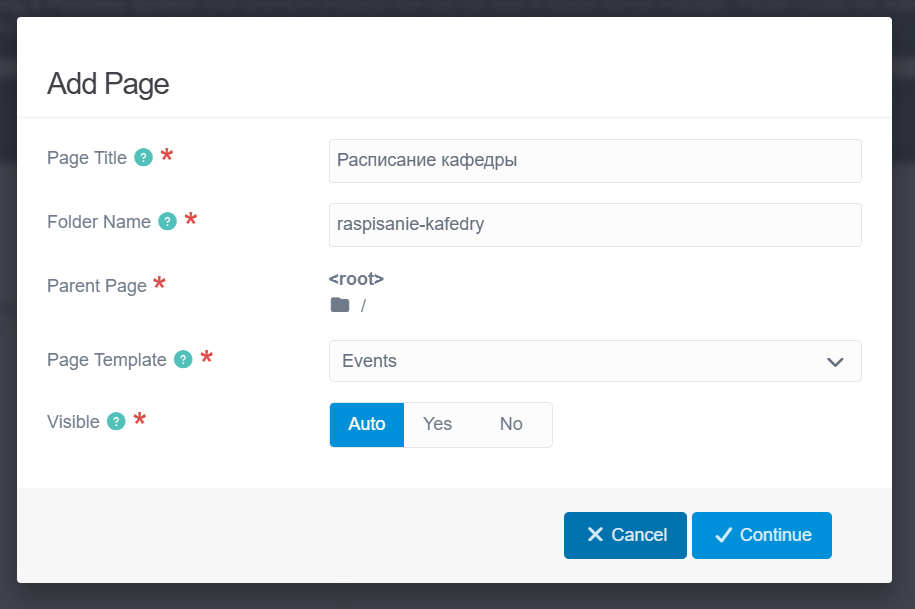 Add Page
Page Title ? *
Расписание кафедры
Folder Name ? *
raspisanie-kafedry
Parent Page *
<root>
/
Page Template ? *
Events
Visible ? *
Auto Yes No
Cancel Continue